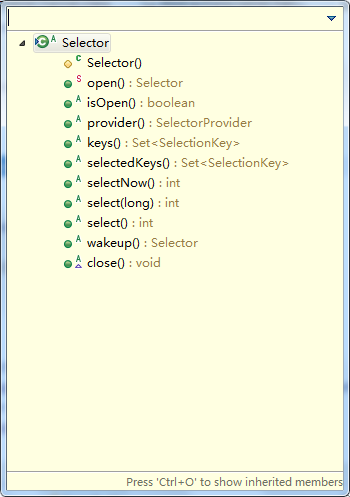 Selector
Selector()
open() : Selector
isOpen() : boolean
provider() : SelectorProvider
keys() : Set<SelectionKey>
selectedKeys() : Set<SelectionKey>
selectNow() : int
select(long) : int
select() : int
wakeup() : Selector
close() : void
Press 'Ctrl+O' to show inherited members